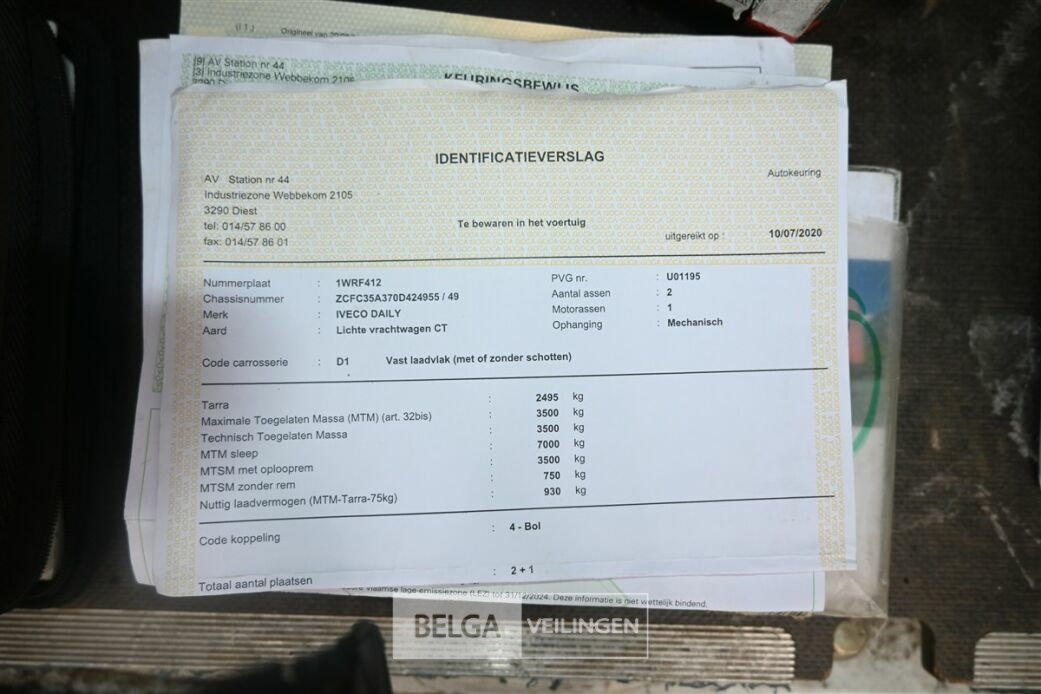 (I 1.) Origineel van
[9] AV Station nr 44
[3] Industriezone Webbekom 2105
KEURINGSBEWIJS
IDENTIFICATIEVERSLAG
Autokeuring
AV Station nr 44
Industriezone Webbekom 2105
3290 Diest
tel: 014/57 86 00
fax: 014/57 86 01
Te bewaren in het voertuig
uitgereikt op : 10/07/2020
Nummerplaat : 1WRF412
Chassisnummer : ZCFC35A370D424955 / 49
Merk : IVECO DAILY
Aard : Lichte vrachtwagen CT
PVG nr. : U01195
Aantal assen : 2
Motorassen : 1
Ophanging : Mechanisch
Code carrosserie : D1 Vast laadvlak (met of zonder schotten)
Tarra : 2495 kg
Maximale Toegelaten Massa (MTM) (art. 32bis) : 3500 kg
Technisch Toegelaten Massa : 3500 kg
MTM sleep : 7000 kg
MTSM met oplooprem : 3500 kg
MTSM zonder rem : 750 kg
Nuttig laadvermogen (MTM-Tarra-75kg) : 930 kg
Code koppeling : 4 - Bol
Totaal aantal plaatsen : 2 + 1
Vlaamse lage-emissiezone (LEZ) tot 31/12/2024. Deze informatie is niet wettelijk bindend.
BELGA VEILINGEN